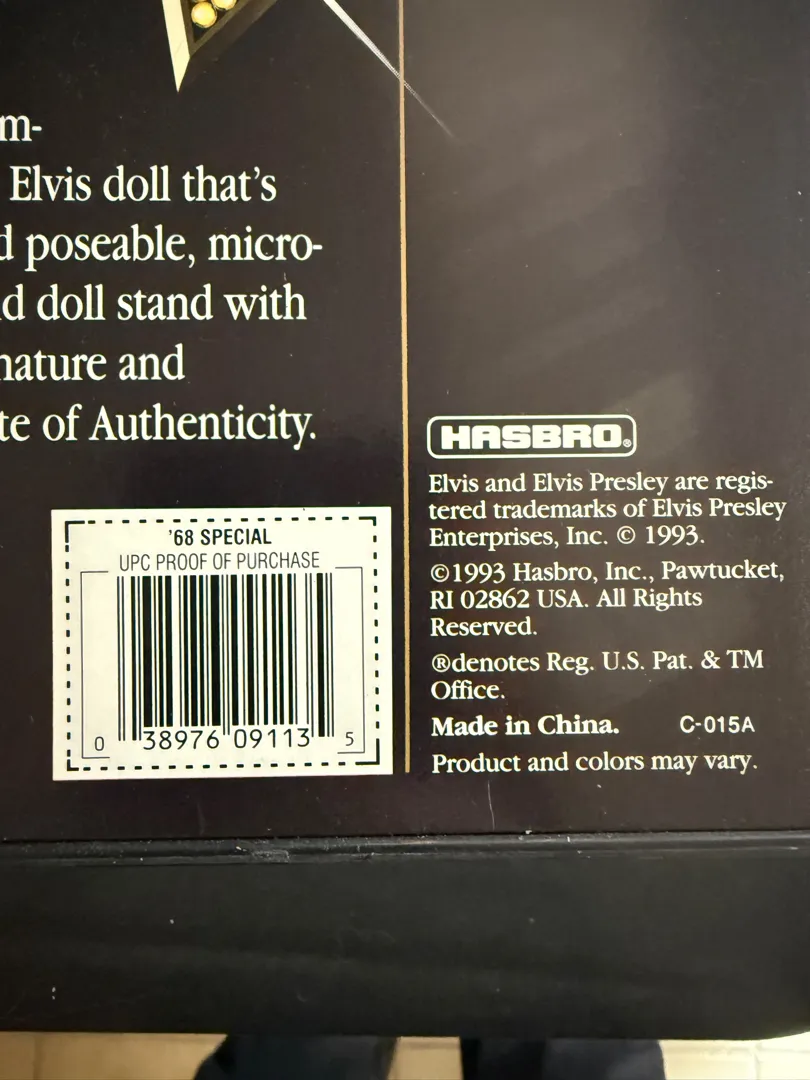 m-
Elvis doll that's
d poseable, micro-
d doll stand with
nature and
te of Authenticity.
'68 SPECIAL
UPC PROOF OF PURCHASE
0 38976 09113 5
HASBRO®
Elvis and Elvis Presley are regis-
tered trademarks of Elvis Presley
Enterprises, Inc. © 1993.
©1993 Hasbro, Inc., Pawtucket,
RI 02862 USA. All Rights
Reserved.
®denotes Reg. U.S. Pat. & TM
Office.
Made in China. C-015A
Product and colors may vary.